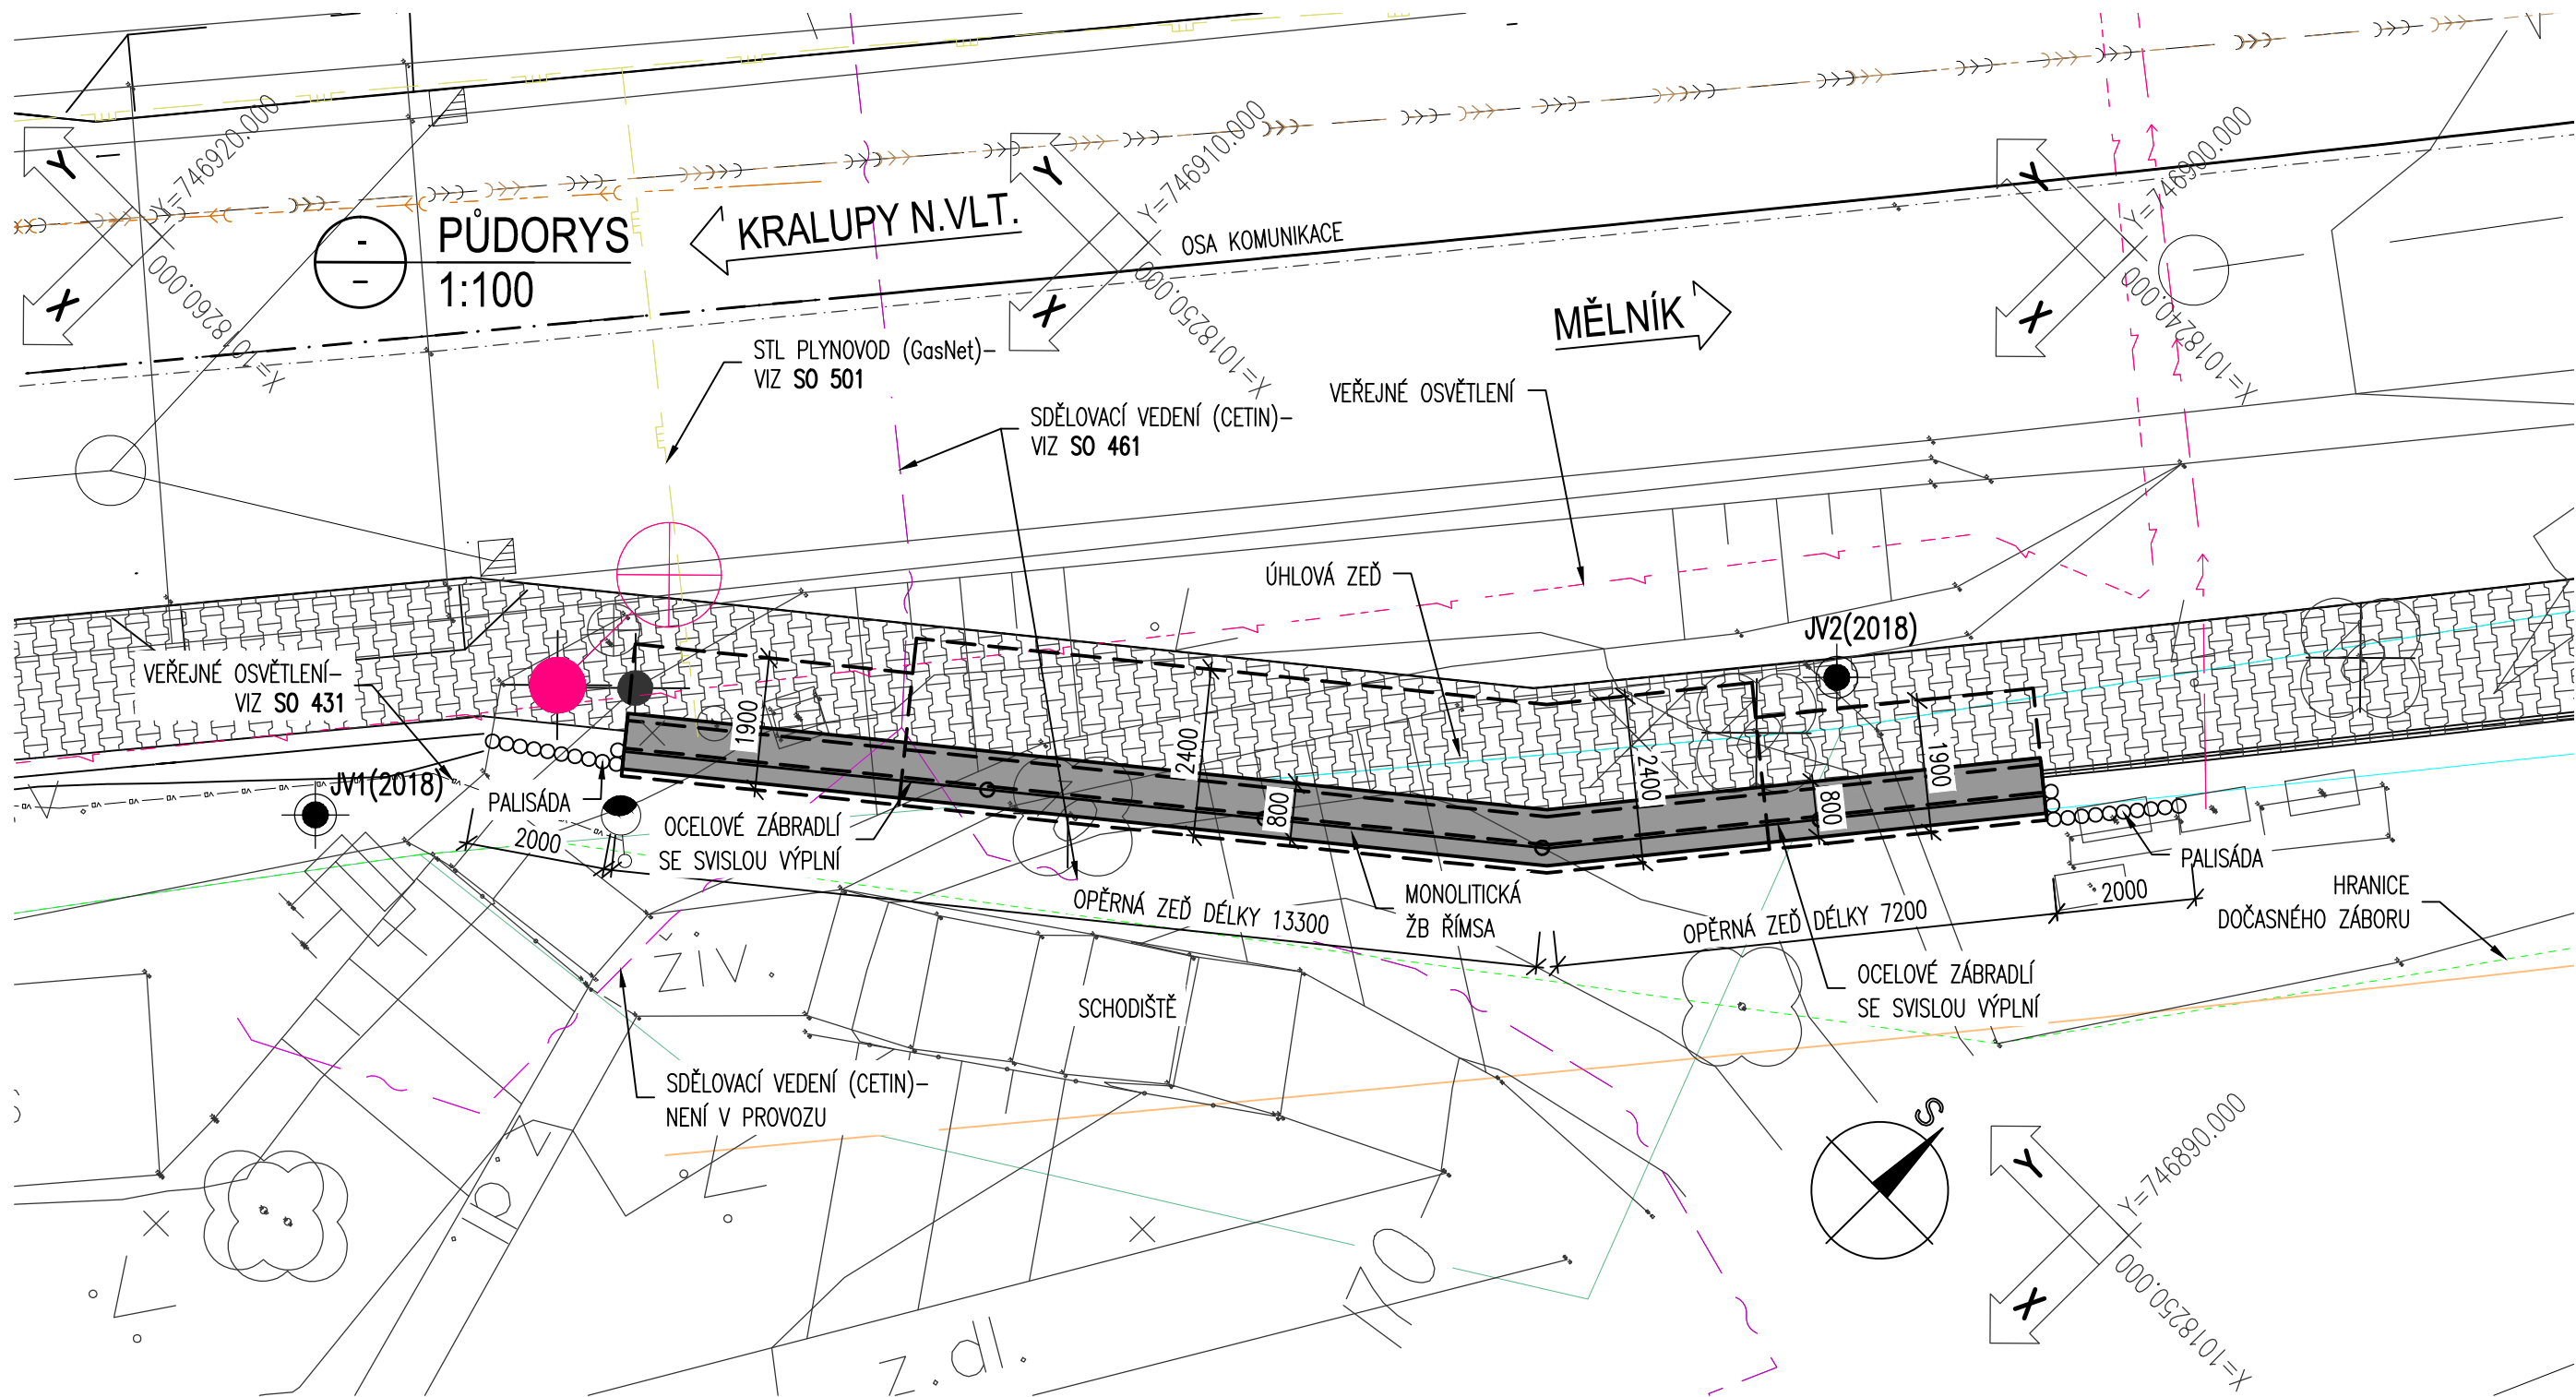 Y=746920.000
X=1018260.000
Y
X
-
-
PŮDORYS
1:100
KRALUPY N.VLT.
Y=746910.000
X=1018250.000
Y
X
OSA KOMUNIKACE
MĚLNÍK
Y=746900.000
X=1018240.000
Y
X
STL PLYNOVOD (GasNet)–
VIZ SO 501
SDĚLOVACÍ VEDENÍ (CETIN)–
VIZ SO 461
VEŘEJNÉ OSVĚTLENÍ
ÚHLOVÁ ZEĎ
JV2(2018)
VEŘEJNÉ OSVĚTLENÍ–
VIZ SO 431
JV1(2018)
1900
2400
800
2400
800
1900
PALISÁDA
2000
OCELOVÉ ZÁBRADLÍ
SE SVISLOU VÝPLNÍ
OPĚRNÁ ZEĎ DÉLKY 13300
MONOLITICKÁ
ŽB ŘÍMSA
OPĚRNÁ ZEĎ DÉLKY 7200
PALISÁDA
2000
HRANICE
DOČASNÉHO ZÁBORU
OCELOVÉ ZÁBRADLÍ
SE SVISLOU VÝPLNÍ
živ.
SCHODIŠTĚ
SDĚLOVACÍ VEDENÍ (CETIN)–
NENÍ V PROVOZU
S
Y=746890.000
X=1018250.000
Y
X
z.dl.